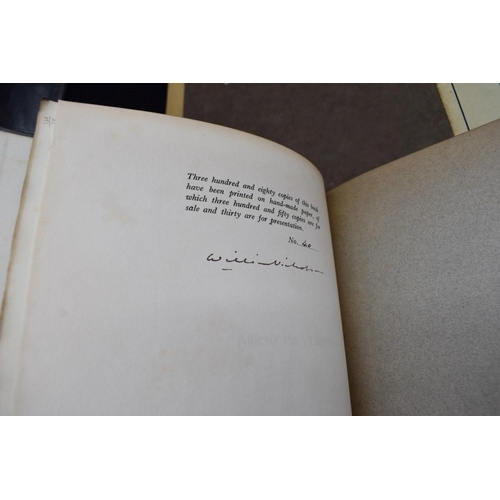 Three hundred and eighty copies of this book
have been printed on hand-made paper, of
which three hundred and fifty copies are for
sale and thirty are for presentation.
No. 40